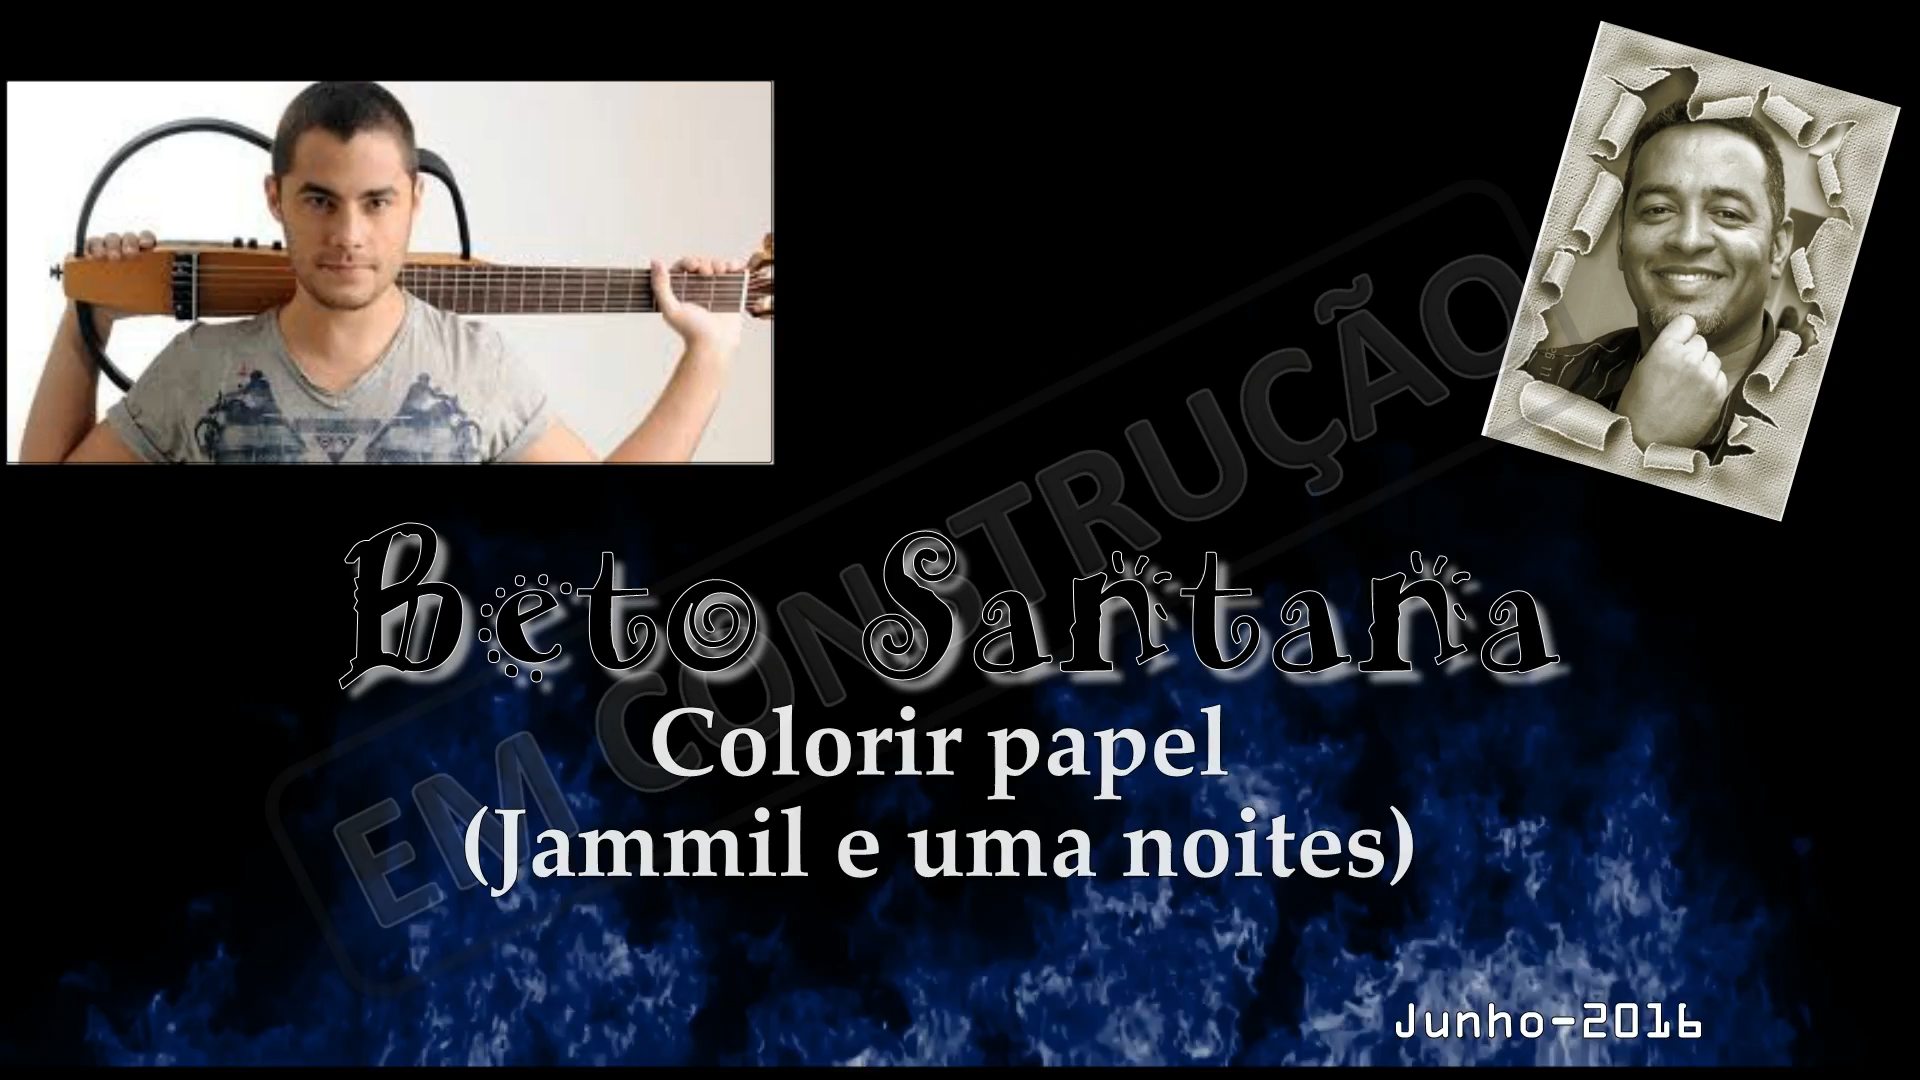 Beto Santana
Colorir papel
(Jammil e uma noites)
EM CONSTRUÇÃO
Junho-2016